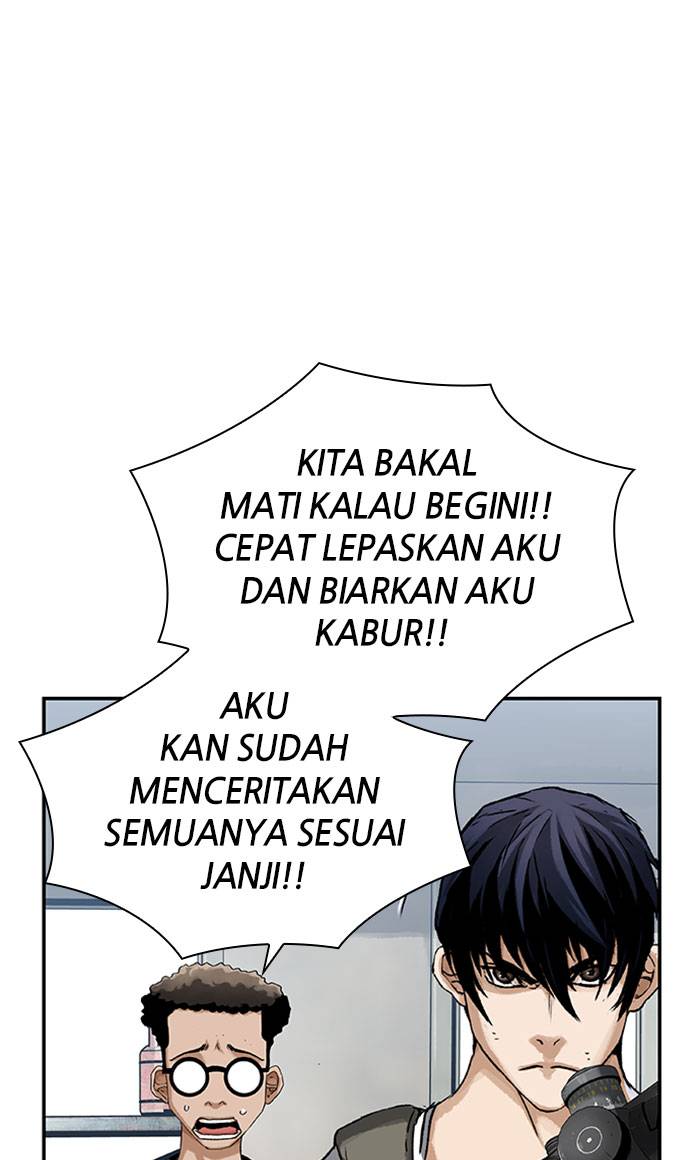 KITA BAKAL
MATI KALAU BEGINI!!
CEPAT LEPASKAN AKU
DAN BIARKAN AKU
KABUR!!
AKU
KAN SUDAH
MENCERITAKAN
SEMUANYA SESUAI
JANJI!!